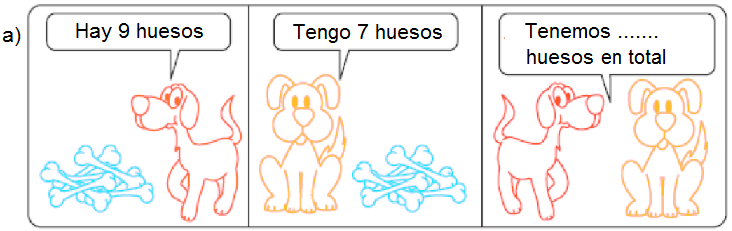 a)
Hay 9 huesos
Tengo 7 huesos
Tenemos .......
huesos en total